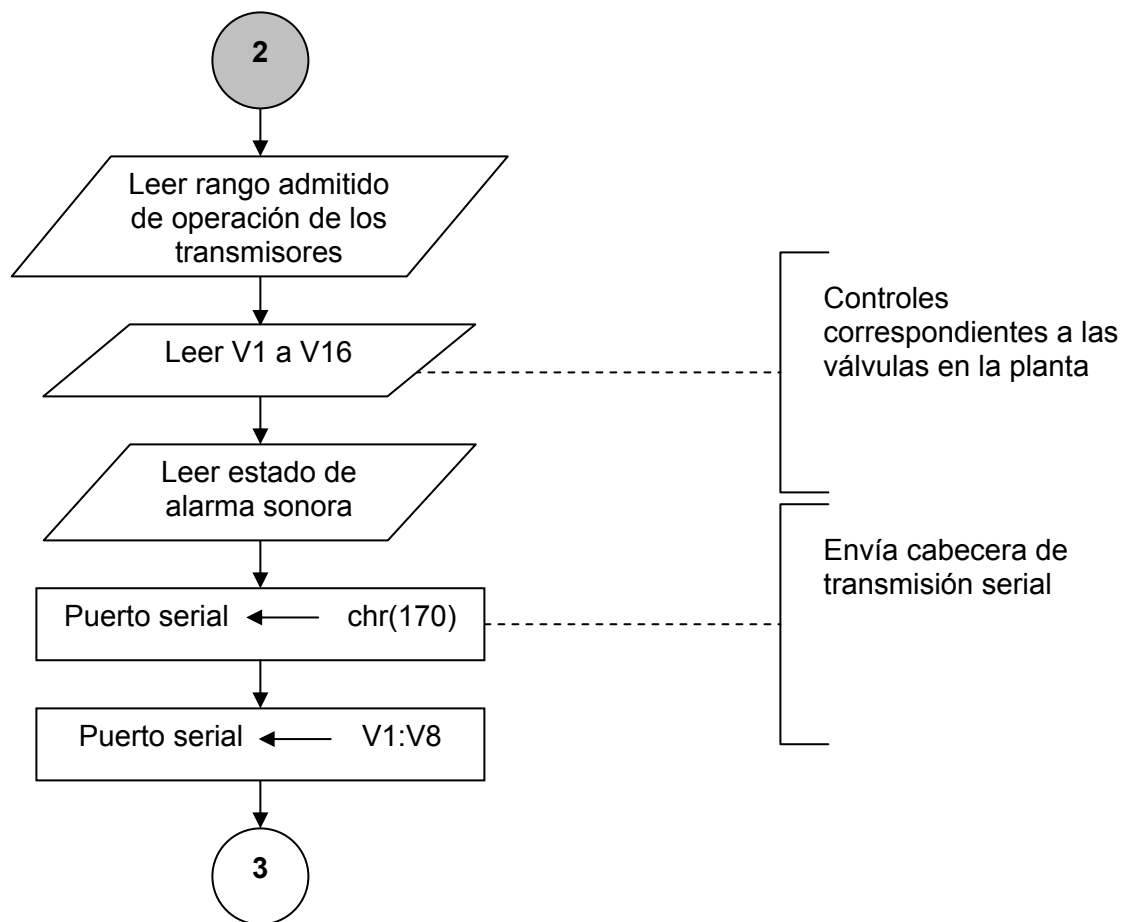 2
Leer rango admitido
de operación de los
transmisores
Leer V1 a V16
Controles
correspondientes a las
válvulas en la planta
Leer estado de
alarma sonora
Puerto serial ← chr(170)
Envía cabecera de
transmisión serial
Puerto serial ← V1:V8
3